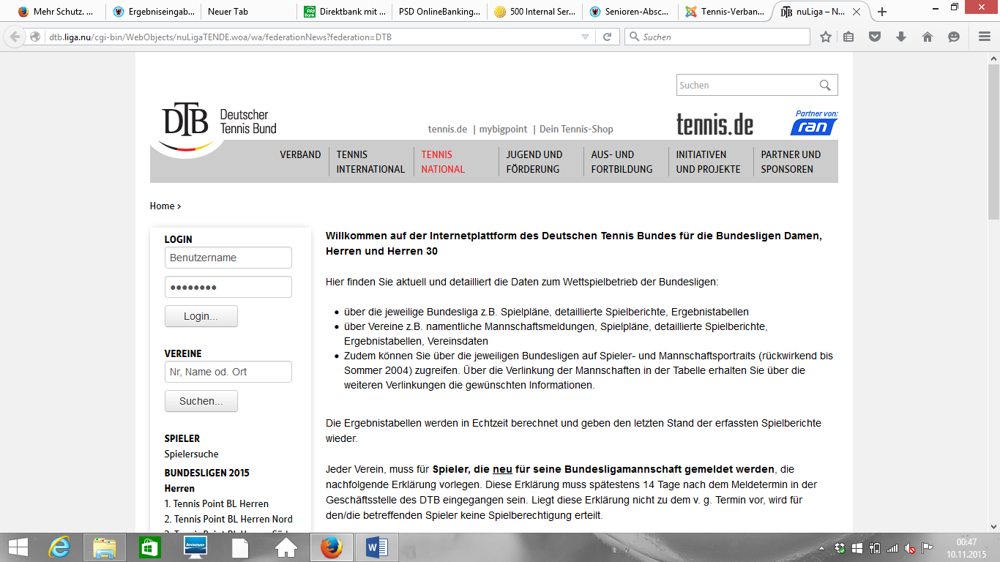 Mehr Schutz. ...
Ergebniseingab...
Neuer Tab
Direktbank mit ...
PSD OnlineBanking...
500 Internal Ser...
Senioren-Absc...
Tennis-Verban...
nuLiga – N...
dtb.liga.nu/cgi-bin/WebObjects/nuLigaTENDE.woa/wa/federationNews?federation=DTB
Suchen
Suchen
DTB Deutscher
Tennis Bund
tennis.de | mybigpoint | Dein Tennis-Shop
tennis.de
Partner von:
ran
VERBAND
TENNIS
INTERNATIONAL
TENNIS
NATIONAL
JUGEND UND
FÖRDERUNG
AUS- UND
FORTBILDUNG
INITIATIVEN
UND PROJEKTE
PARTNER UND
SPONSOREN
Home >
LOGIN
Benutzername
●●●●●●●●
Login...
VEREINE
Nr, Name od. Ort
Suchen...
SPIELER
Spielersuche
BUNDESLIGEN 2015
Herren
1. Tennis Point BL Herren
2. Tennis Point BL Herren Nord
2. Tennis Point BL Herren Süd
Willkommen auf der Internetplattform des Deutschen Tennis Bundes für die Bundesligen Damen,
Herren und Herren 30
Hier finden Sie aktuell und detailliert die Daten zum Wettspielbetrieb der Bundesligen:
• über die jeweilige Bundesliga z.B. Spielpläne, detaillierte Spielberichte, Ergebnistabellen
• über Vereine z.B. namentliche Mannschaftsmeldungen, Spielpläne, detaillierte Spielberichte,
Ergebnistabellen, Vereinsdaten
• Zudem können Sie über die jeweiligen Bundesligen auf Spieler- und Mannschaftsportraits (rückwirkend bis
Sommer 2004) zugreifen. Über die Verlinkung der Mannschaften in der Tabelle erhalten Sie über die
weiteren Verlinkungen die gewünschten Informationen.
Die Ergebnistabellen werden in Echtzeit berechnet und geben den letzten Stand der erfassten Spielberichte
wieder.
Jeder Verein, muss für Spieler, die neu für seine Bundesligamannschaft gemeldet werden, die
nachfolgende Erklärung vorlegen. Diese Erklärung muss spätestens 14 Tage nach dem Meldetermin in der
Geschäftsstelle des DTB eingegangen sein. Liegt diese Erklärung nicht zu dem v. g. Termin vor, wird für
den/die betreffenden Spieler keine Spielberechtigung erteilt.
lenovo
00:47
10.11.2015